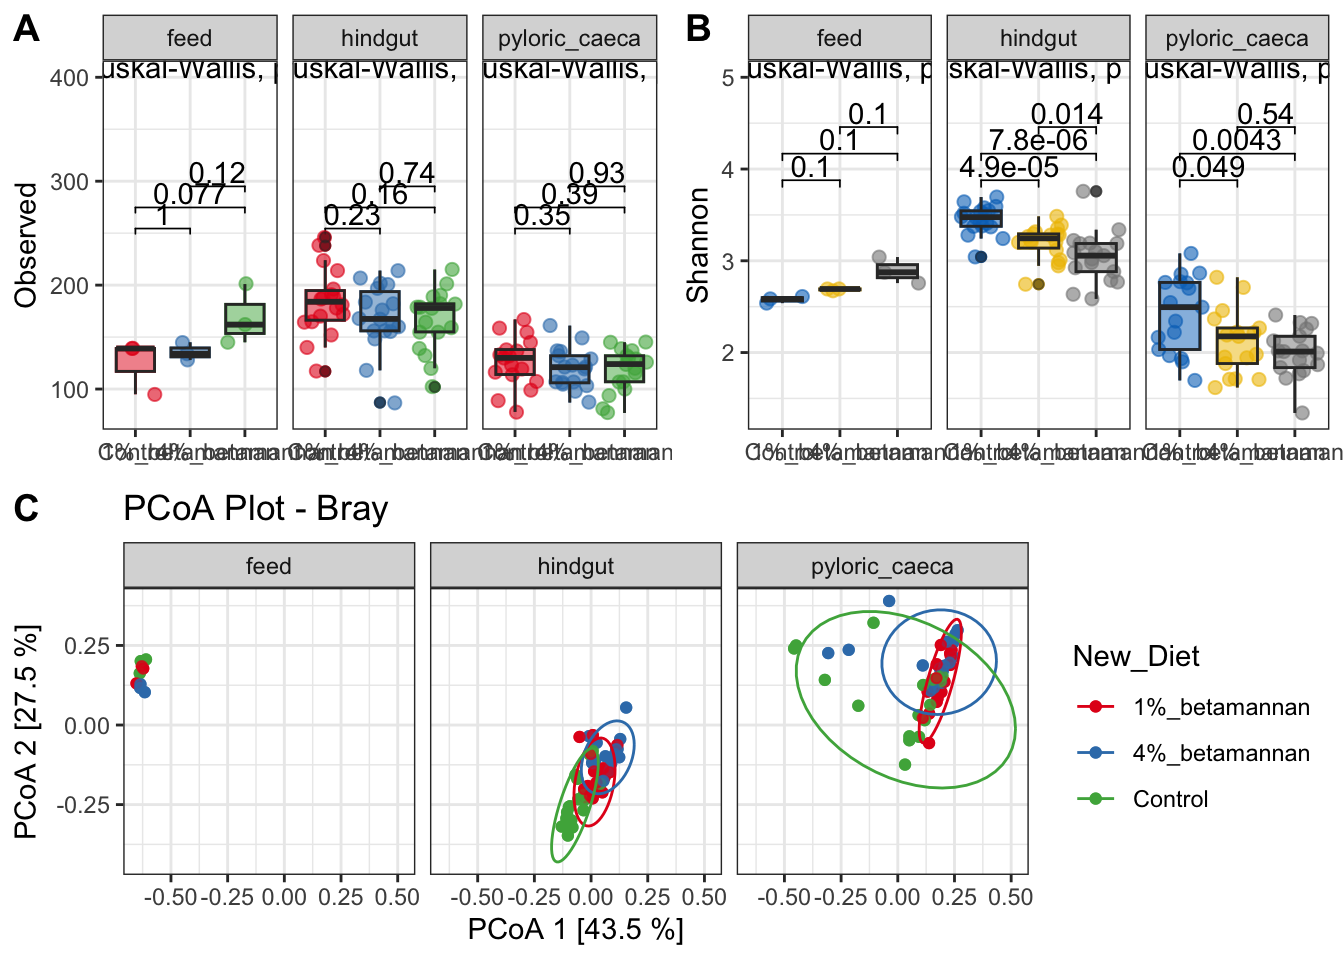 A
feed
hindgut
pyloric_caeca
uskal-Wallis, p
uskal-Wallis,
uskal-Wallis,
Observed
400
300
200
100
0.12
0.077
1
0.74
0.16
0.23
0.93
0.39
0.35
B
feed
hindgut
pyloric_caeca
uskal-Wallis, p
skal-Wallis, p
uskal-Wallis, p
Shannon
5
4
3
2
0.1
0.1
0.1
0.014
7.8e-06
4.9e-05
0.54
0.0043
0.049
C
PCoA Plot - Bray
feed
hindgut
pyloric_caeca
PCoA 2 [27.5 %]
0.25
0.00
-0.25
-0.50 -0.25 0.00 0.25 0.50
-0.50 -0.25 0.00 0.25 0.50
-0.50 -0.25 0.00 0.25 0.50
PCoA 1 [43.5 %]
New_Diet
1%_betamannan
4%_betamannan
Control